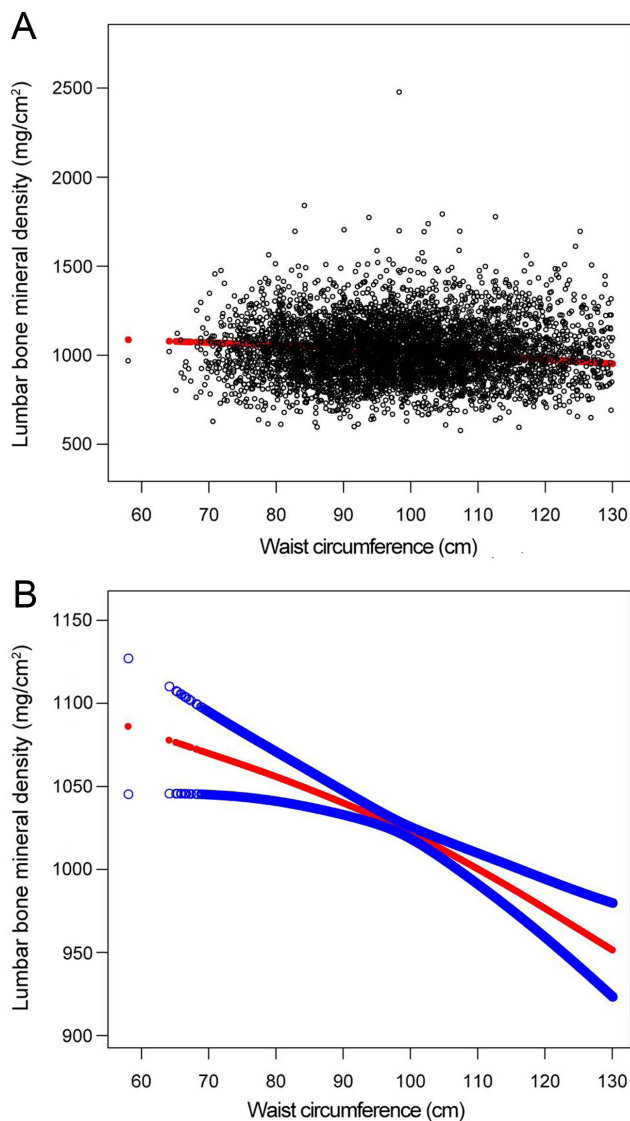 A
Lumbar bone mineral density (mg/cm²)
2500
2000
1500
1000
500
60 70 80 90 100 110 120 130
Waist circumference (cm)
B
Lumbar bone mineral density (mg/cm²)
1150
1100
1050
1000
950
900
60 70 80 90 100 110 120 130
Waist circumference (cm)